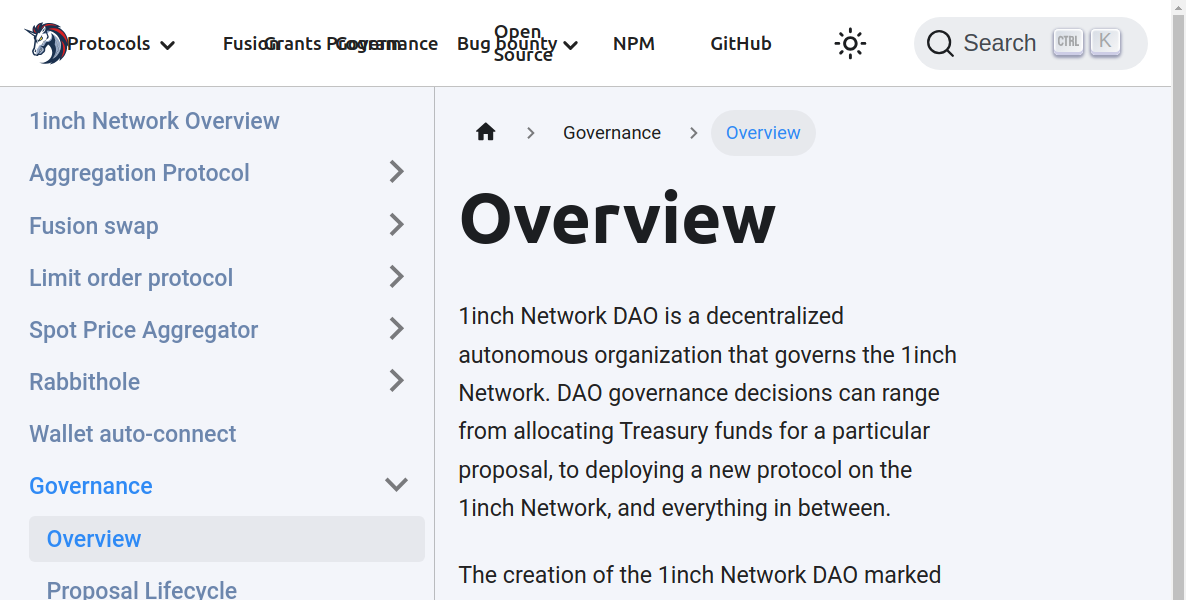 Protocols
Fusion
Grants Program
Governance
Bug bounty
Open
Source
NPM
GitHub
Search CTRL K
1inch Network Overview
Aggregation Protocol
Fusion swap
Limit order protocol
Spot Price Aggregator
Rabbithole
Wallet auto-connect
Governance
Overview
Proposal Lifecycle
Governance
Overview
Overview
1inch Network DAO is a decentralized
autonomous organization that governs the 1inch
Network. DAO governance decisions can range
from allocating Treasury funds for a particular
proposal, to deploying a new protocol on the
1inch Network, and everything in between.
The creation of the 1inch Network DAO marked